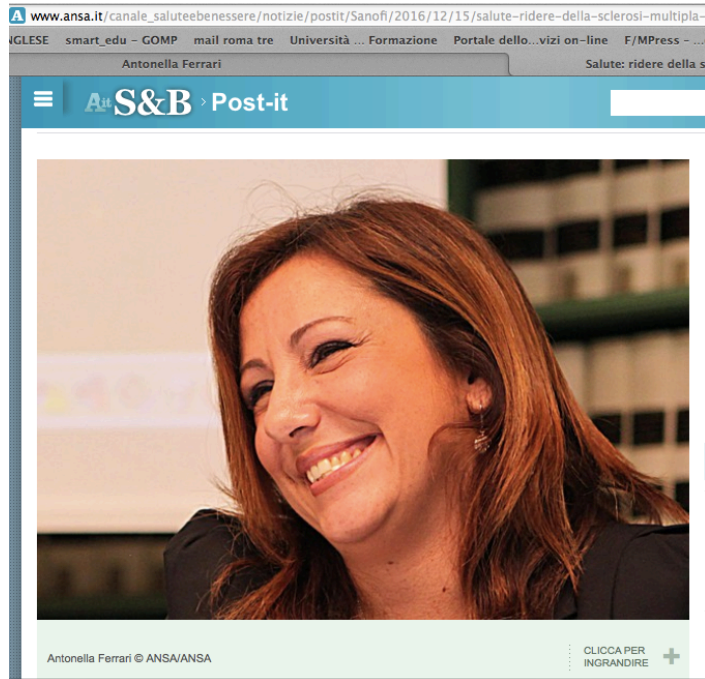 www.ansa.it/canale_saluteebenessere/notizie/postit/Sanofi/2016/12/15/salute-ridere-della-sclerosi-multipla-
NGLESE smart_edu – GOMP mail roma tre Università ... Formazione Portale dello...vizi on-line F/MPress – ...
Antonella Ferrari Salute: ridere della s
A it S&B › Post-it
Antonella Ferrari © ANSA/ANSA
CLICCA PER
INGRANDIRE